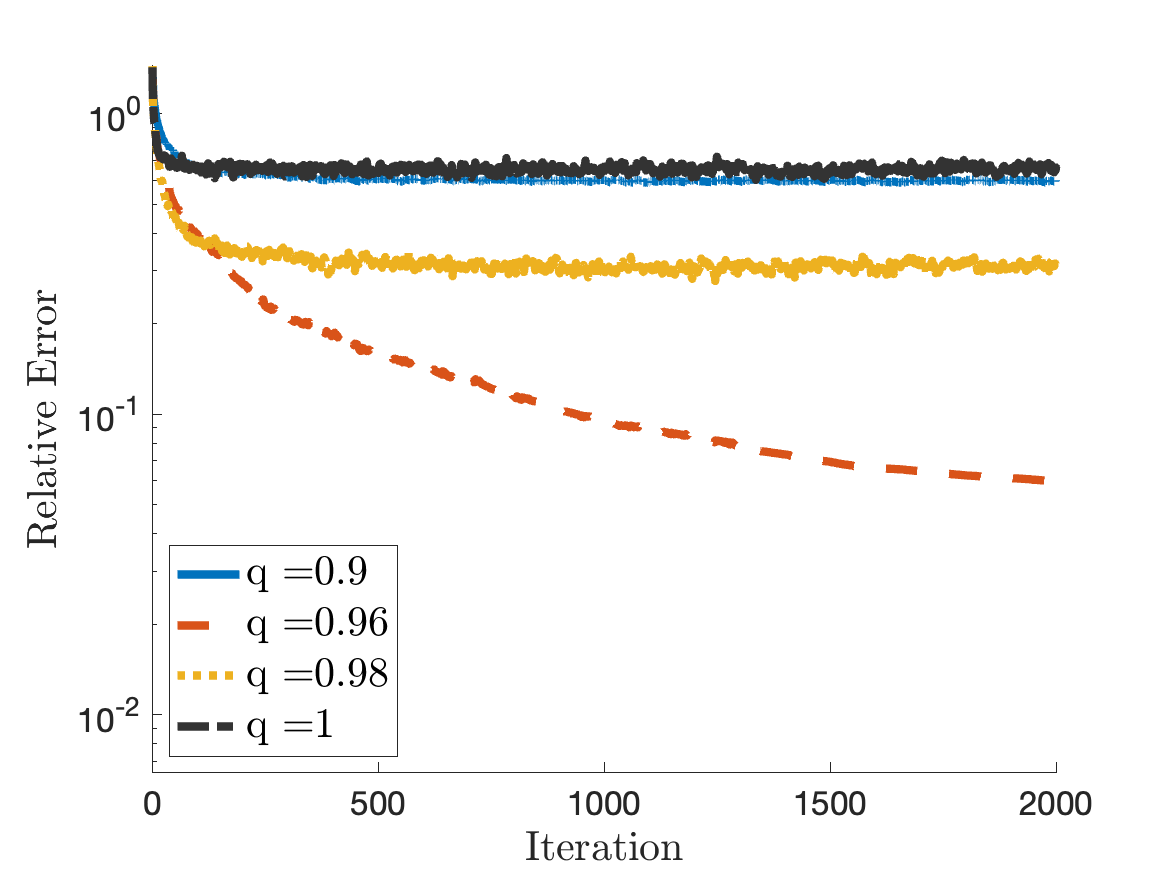 10^0
10^-1
10^-2
Relative Error
q =0.9
q =0.96
q =0.98
q =1
0 500 1000 1500 2000
Iteration